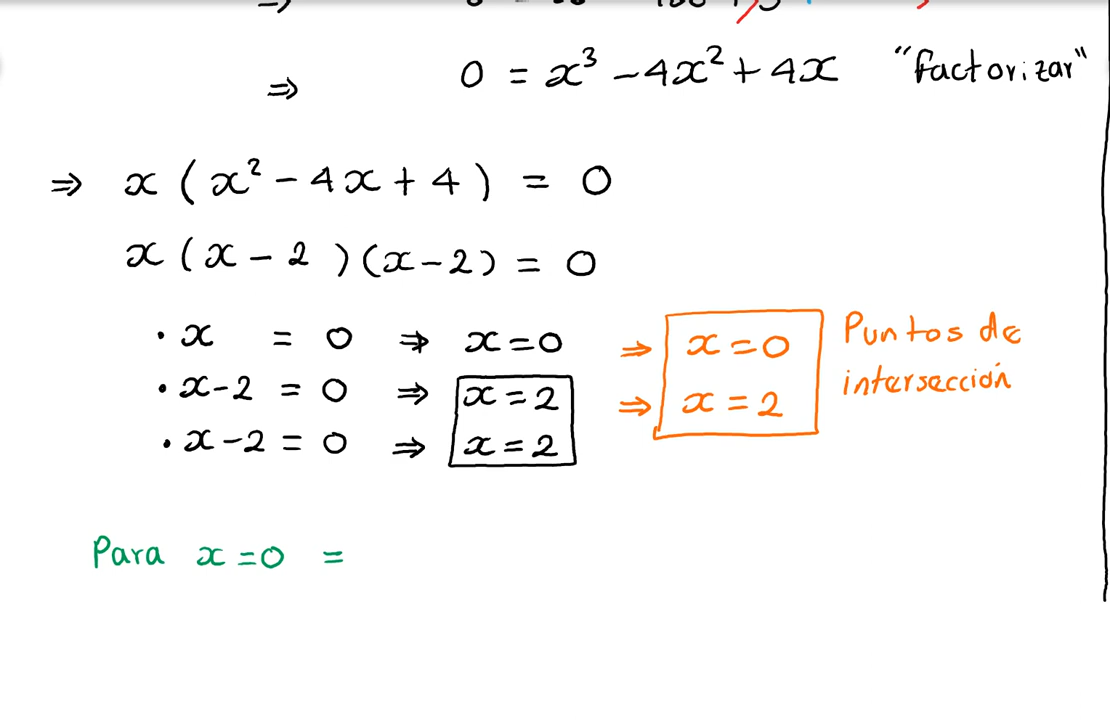 ⇒
⇒ 0 = x³ - 4x² + 4x "factorizar"
⇒ x ( x² - 4x + 4 ) = 0
x ( x - 2 ) ( x - 2 ) = 0
· x = 0 ⇒ x = 0 ⇒ x = 0 Puntos de
· x - 2 = 0 ⇒ x = 2 ⇒ x = 2 intersección
· x - 2 = 0 ⇒ x = 2
Para x = 0 =